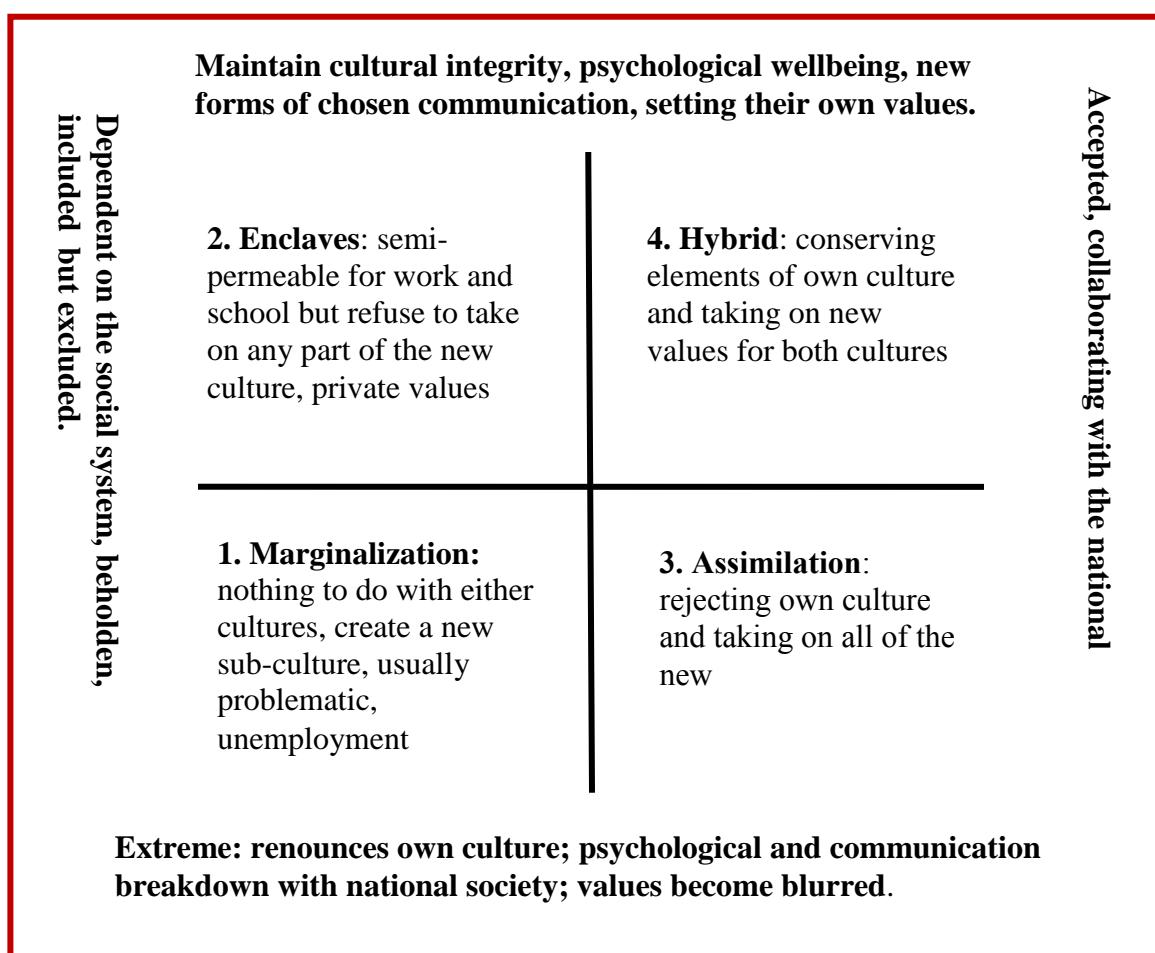 Maintain cultural integrity, psychological wellbeing, new
forms of chosen communication, setting their own values.
Dependent on the social system, beholden,
included but excluded.
2. Enclaves: semi-
permeable for work and
school but refuse to take
on any part of the new
culture, private values
4. Hybrid: conserving
elements of own culture
and taking on new
values for both cultures
Accepted, collaborating with the national
1. Marginalization:
nothing to do with either
cultures, create a new
sub-culture, usually
problematic,
unemployment
3. Assimilation:
rejecting own culture
and taking on all of the
new
Extreme: renounces own culture; psychological and communication
breakdown with national society; values become blurred.